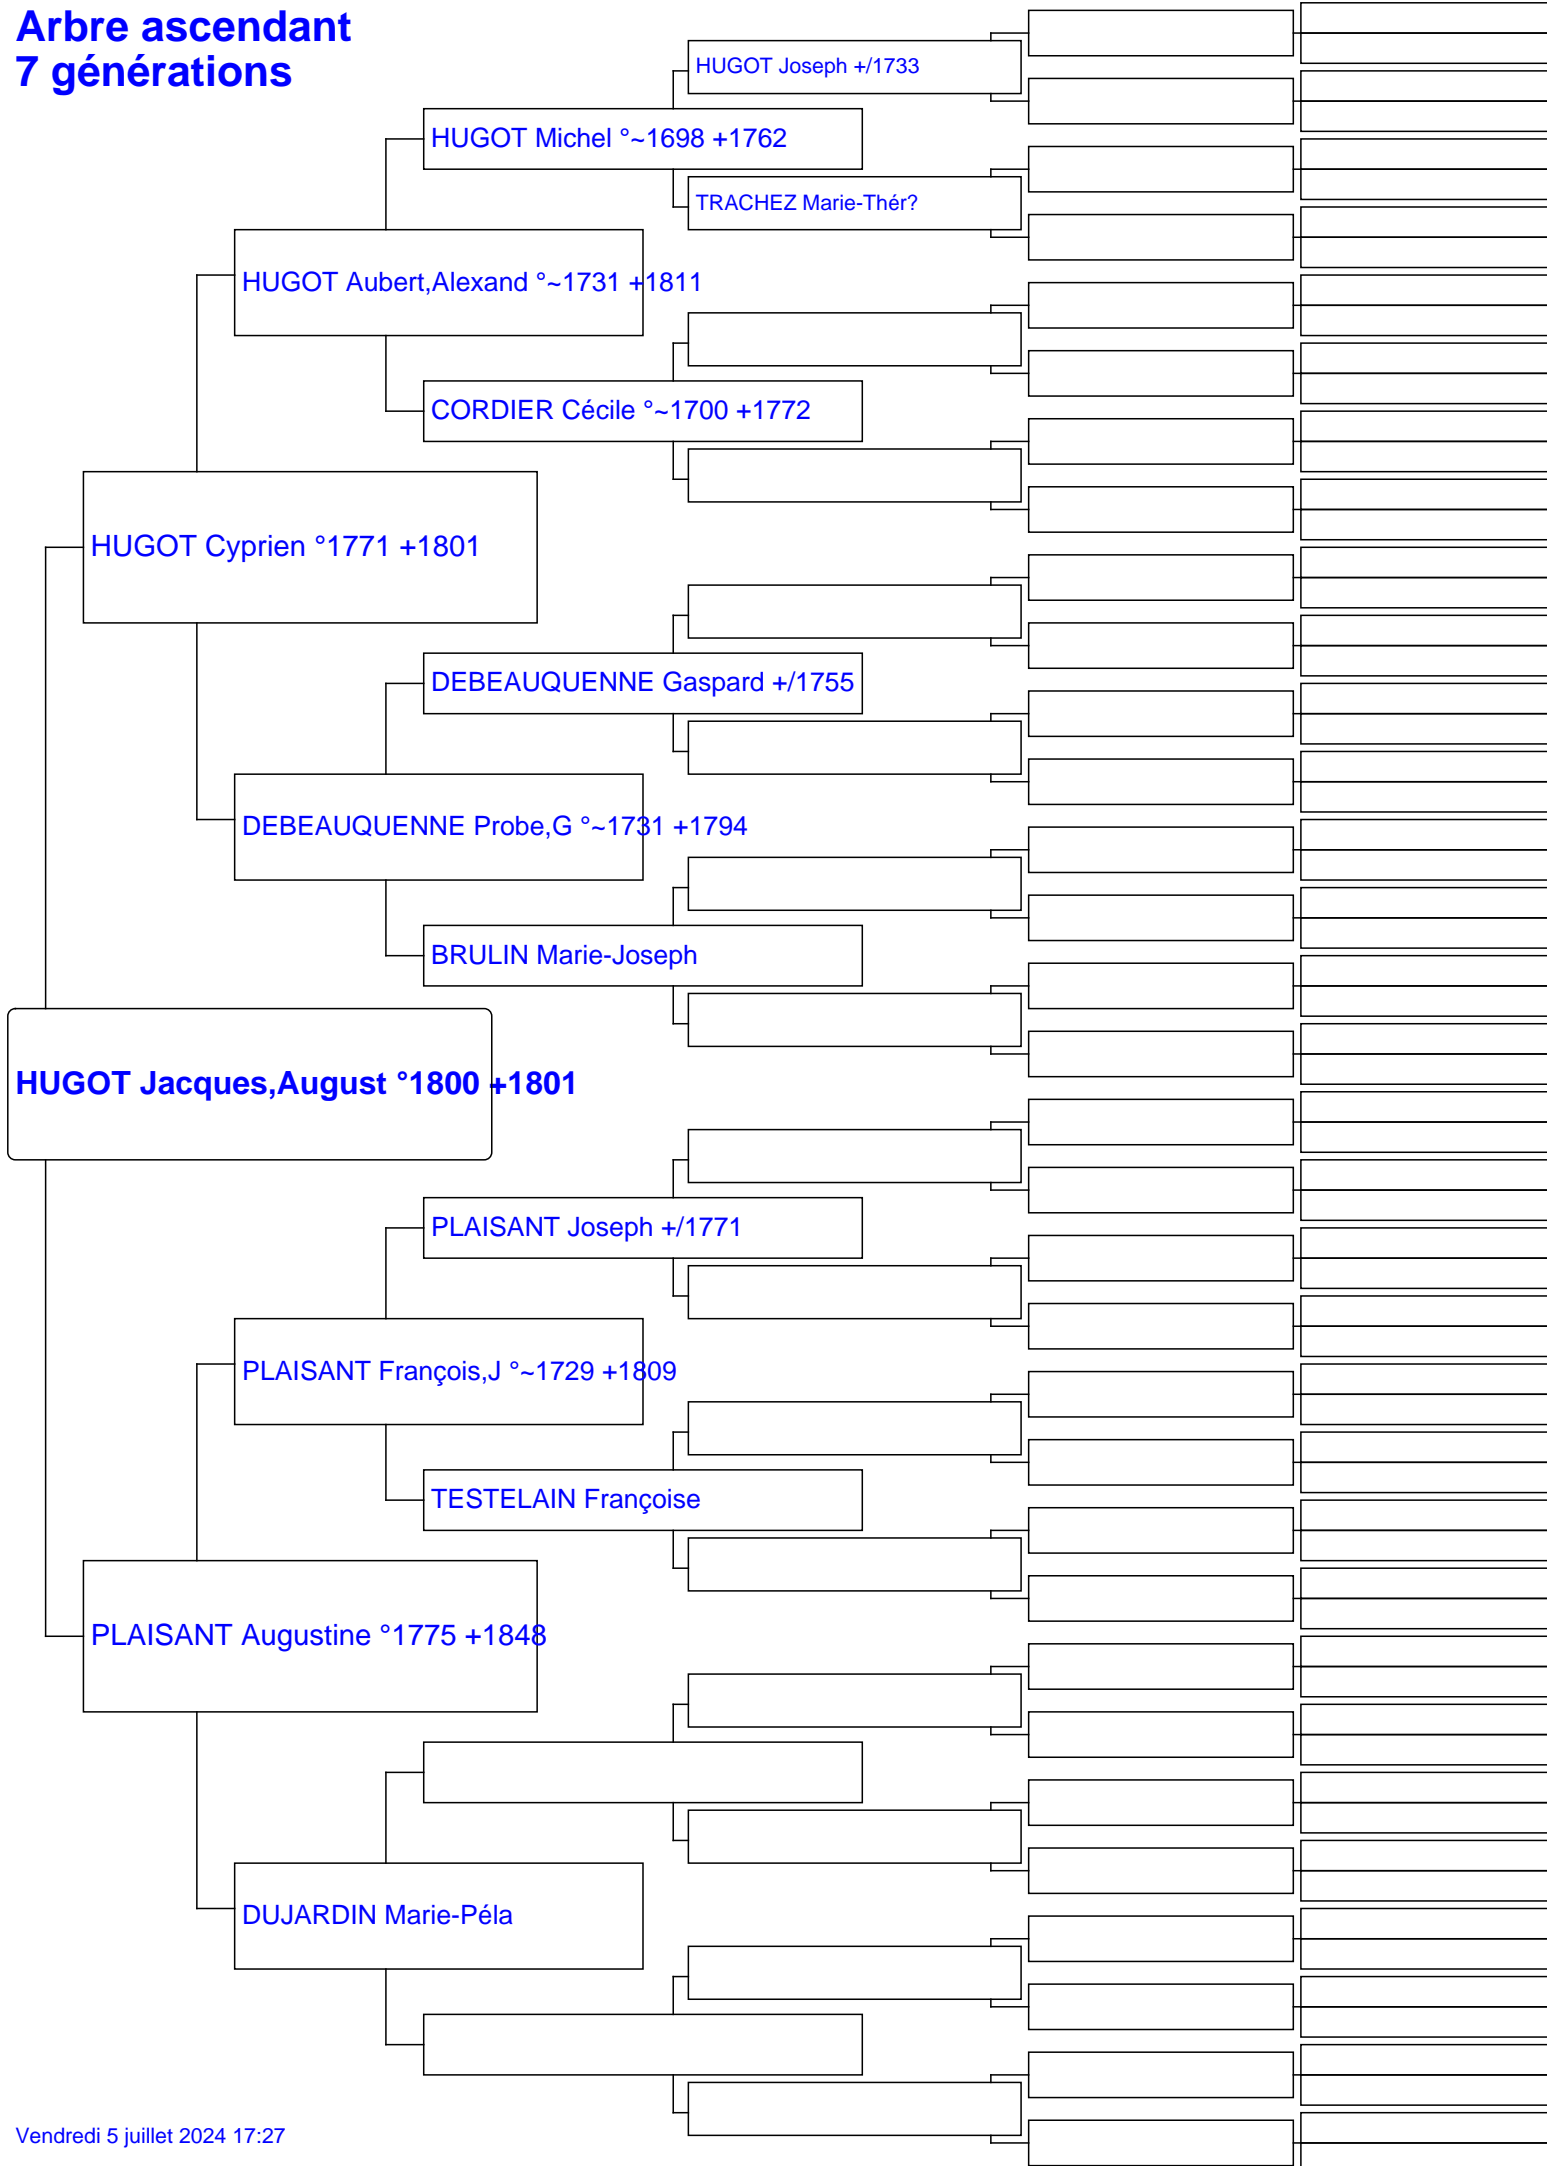 Arbre ascendant
7 générations
HUGOT Joseph +/1733
HUGOT Michel °~1698 +1762
TRACHEZ Marie-Thér?
HUGOT Aubert,Alexand °~1731 +1811
CORDIER Cécile °~1700 +1772
HUGOT Cyprien °1771 +1801
DEBEAUQUENNE Gaspard +/1755
DEBEAUQUENNE Probe,G °~1731 +1794
BRULIN Marie-Joseph
HUGOT Jacques,August °1800 +1801
PLAISANT Joseph +/1771
PLAISANT François,J °~1729 +1809
TESTELAIN Françoise
PLAISANT Augustine °1775 +1848
DUJARDIN Marie-Péla
Vendredi 5 juillet 2024 17:27